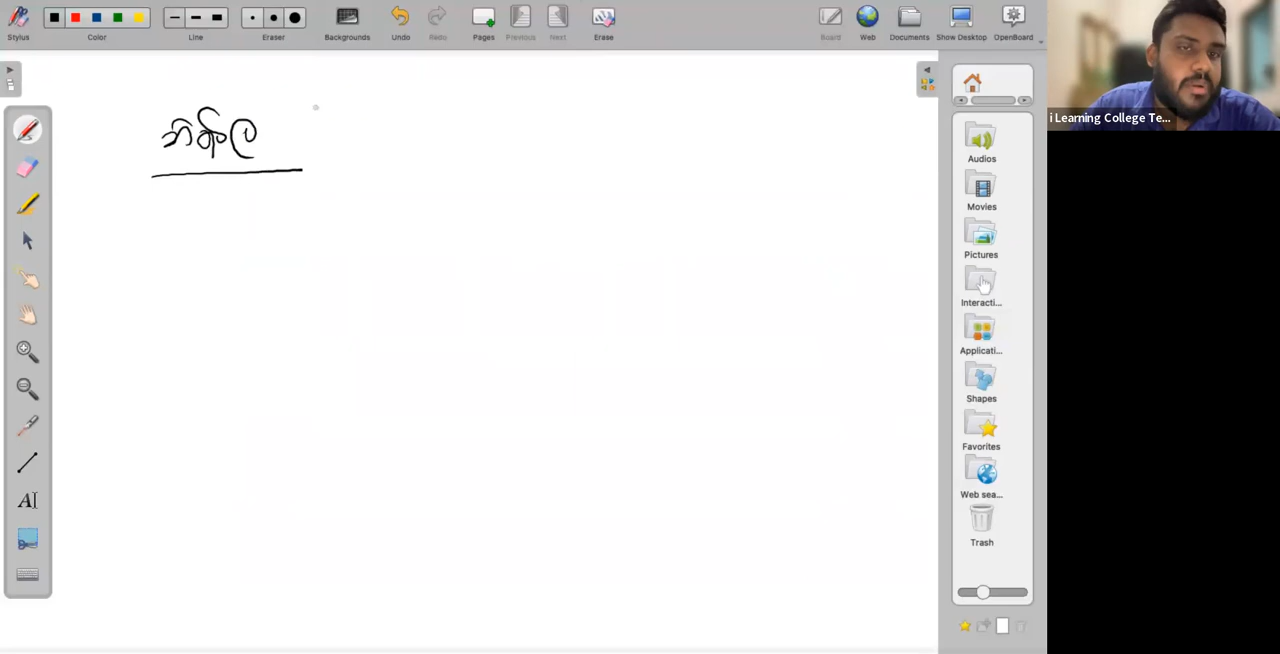 Stylus
Color
Line
Eraser
Backgrounds
Undo
Redo
Pages
Previous
Next
Erase
Board
Web
Documents
Show Desktop
OpenBoard
i Learning College Te...
Audios
Movies
Pictures
Interacti...
Applicati...
Shapes
Favorites
Web sea...
Trash